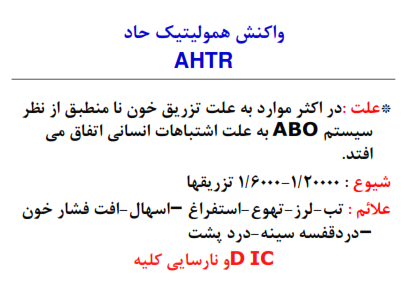 واکنش همولیتیک حاد
AHTR
*علت :در اکثر موارد به علت تزریق خون نا منطبق از نظر
سیستم ABO به علت اشتباهات انسانی اتفاق می
افتد.
شیوع : ۱/۶۰۰۰-۱/۲۰۰۰۰ تزریقها
علائم : تب-لرز-تهوع-استفراغ –اسهال-افت فشار خون
–دردقفسه سینه-درد پشت
D ICو نارسایی کلیه